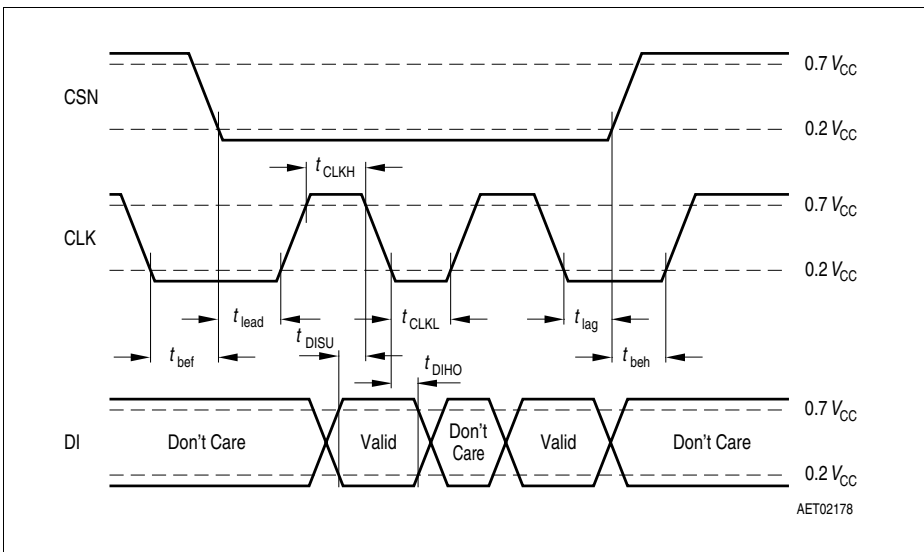 0.7 VCC
CSN
0.2 VCC
tCLKH
0.7 VCC
CLK
0.2 VCC
tlead
tCLKL
tlag
tDISU
tbef
tDIHO
tbeh
0.7 VCC
DI
Don't Care
Valid
Don't
Care
Valid
Don't Care
0.2 VCC
AET02178